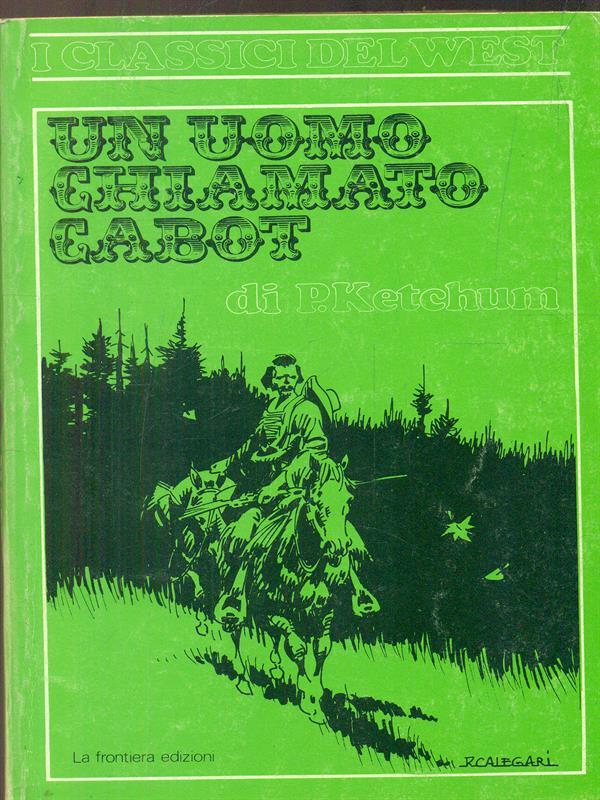 I CLASSICI DEL WEST
UN UOMO
CHIAMATO
CABOT
di P.Ketchum
La frontiera edizioni
R.CALEGARI